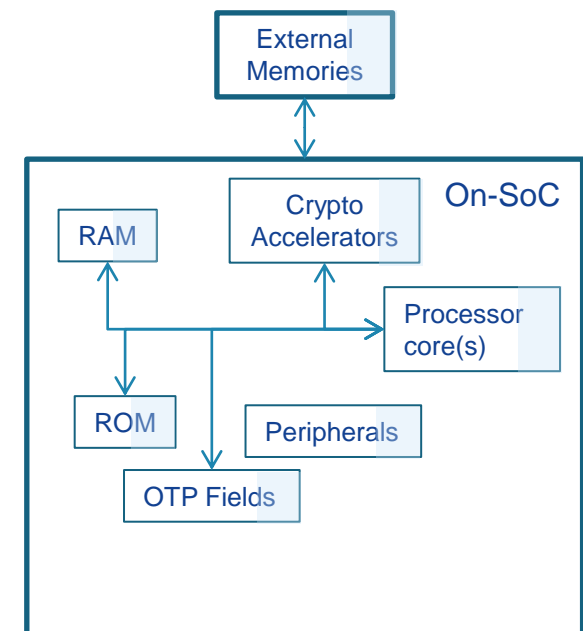 External
Memories
On-SoC
Crypto
Accelerators
RAM
Processor
core(s)
ROM
Peripherals
OTP Fields